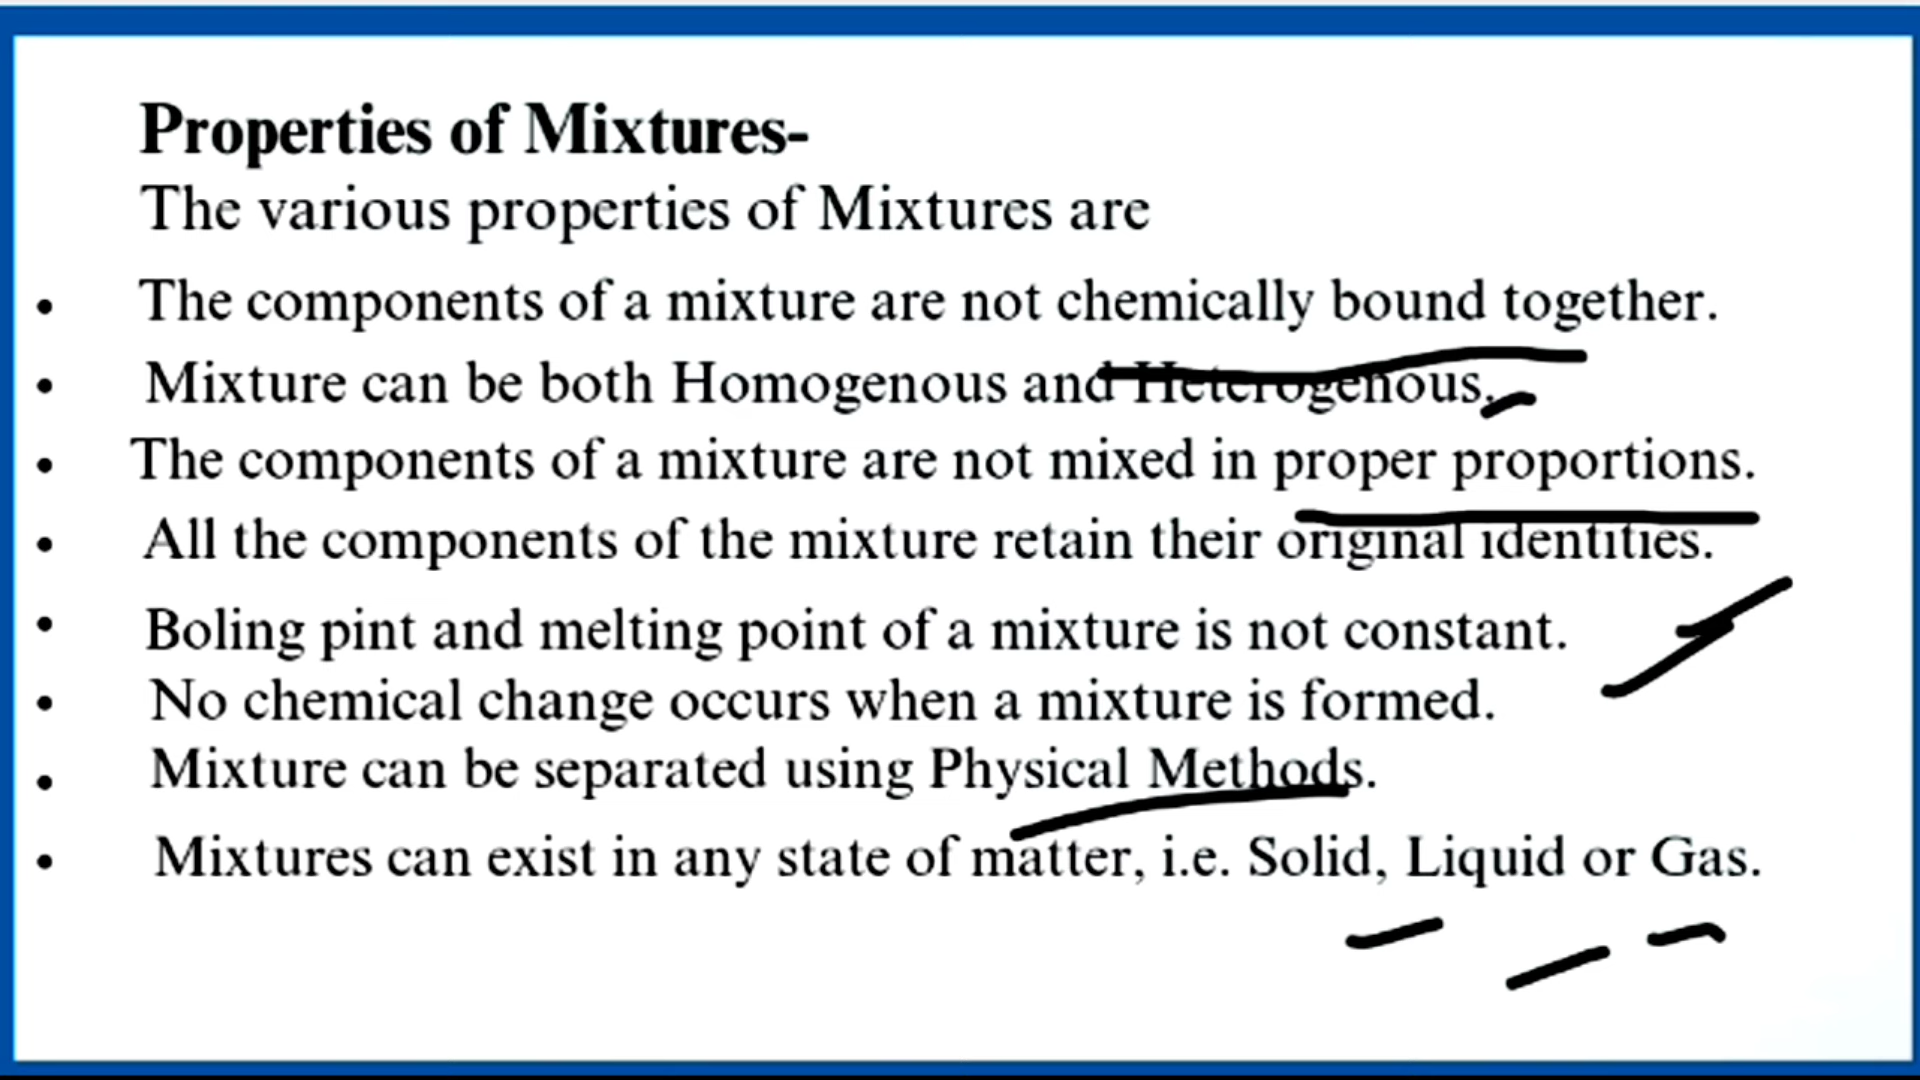 Properties of Mixtures-
The various properties of Mixtures are
• The components of a mixture are not chemically bound together.
• Mixture can be both Homogenous and Heterogenous.
• The components of a mixture are not mixed in proper proportions.
• All the components of the mixture retain their original identities.
• Boling pint and melting point of a mixture is not constant.
• No chemical change occurs when a mixture is formed.
• Mixture can be separated using Physical Methods.
• Mixtures can exist in any state of matter, i.e. Solid, Liquid or Gas.